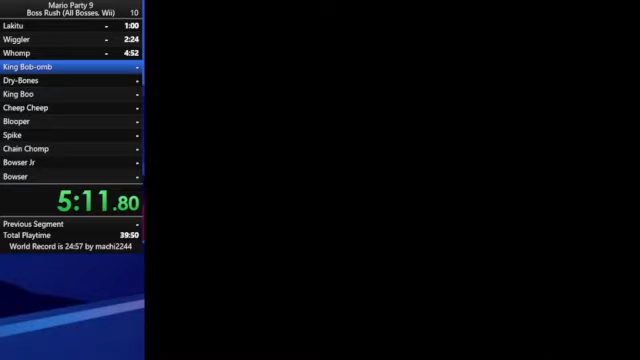 Mario Party 9
Boss Rush (All Bosses, Wii) 10
Lakitu - 1:00
Wiggler - 2:24
Whomp - 4:52
King Bob-omb -
Dry-Bones -
King Boo -
Cheep Cheep -
Blooper -
Spike -
Chain Chomp -
Bowser Jr -
Bowser -
5:11.80
Previous Segment -
Total Playtime 39:50
World Record is 24:57 by machi2244